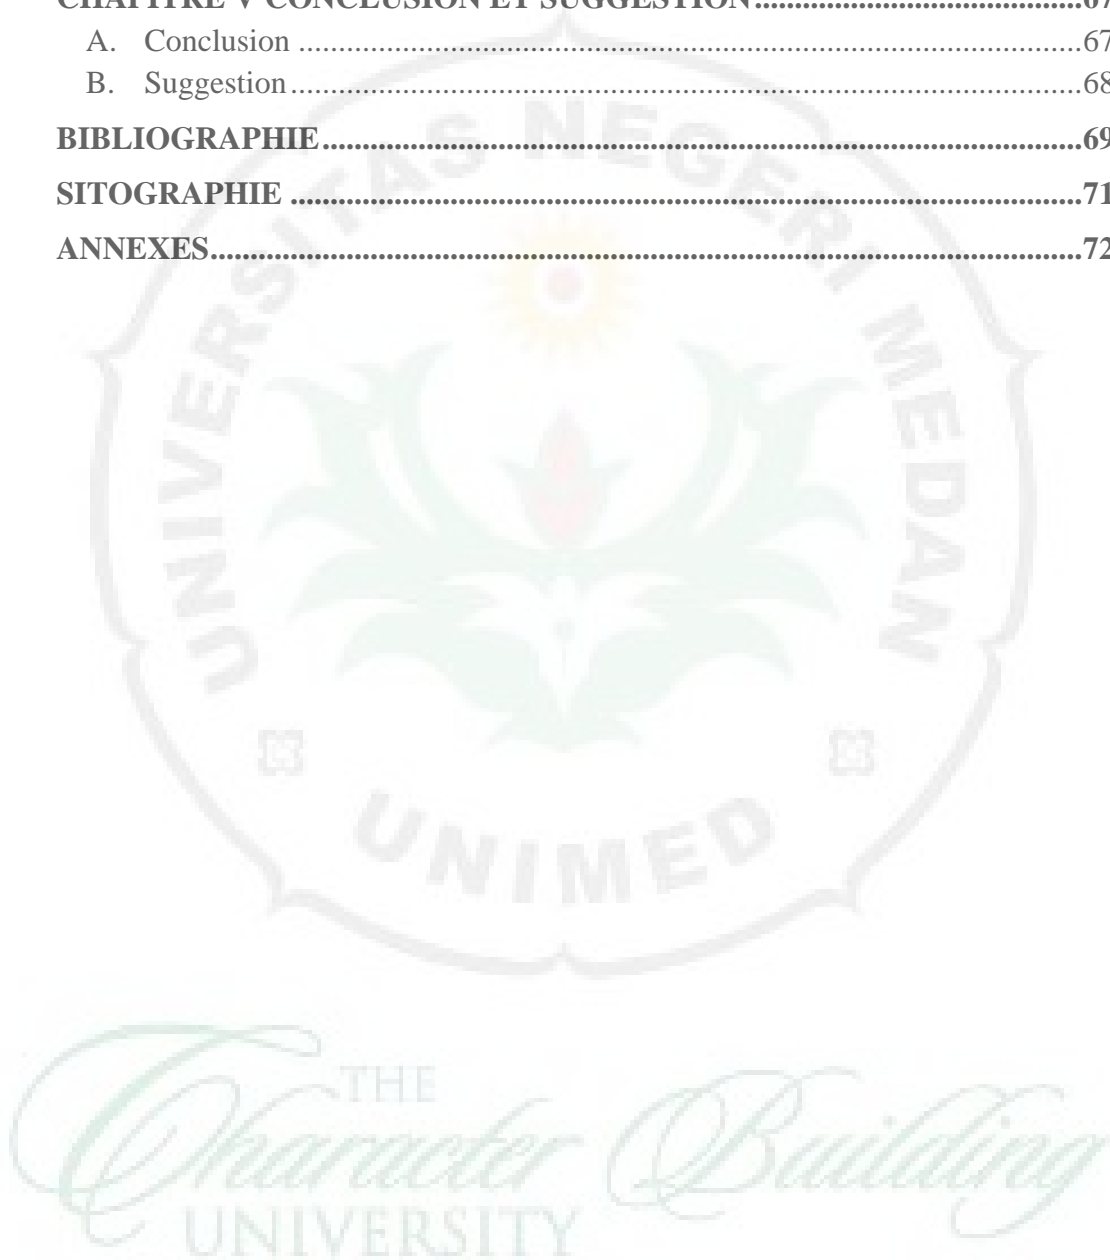 CHAPITRE V CONCLUSION ET SUGGESTION..........67
A. Conclusion ..........67
B. Suggestion..........68
BIBLIOGRAPHIE..........69
SITOGRAPHIE ..........71
ANNEXES..........72
UNIVERSITAS NEGERI MEDAN
UNIMED
THE
Character Building
UNIVERSITY